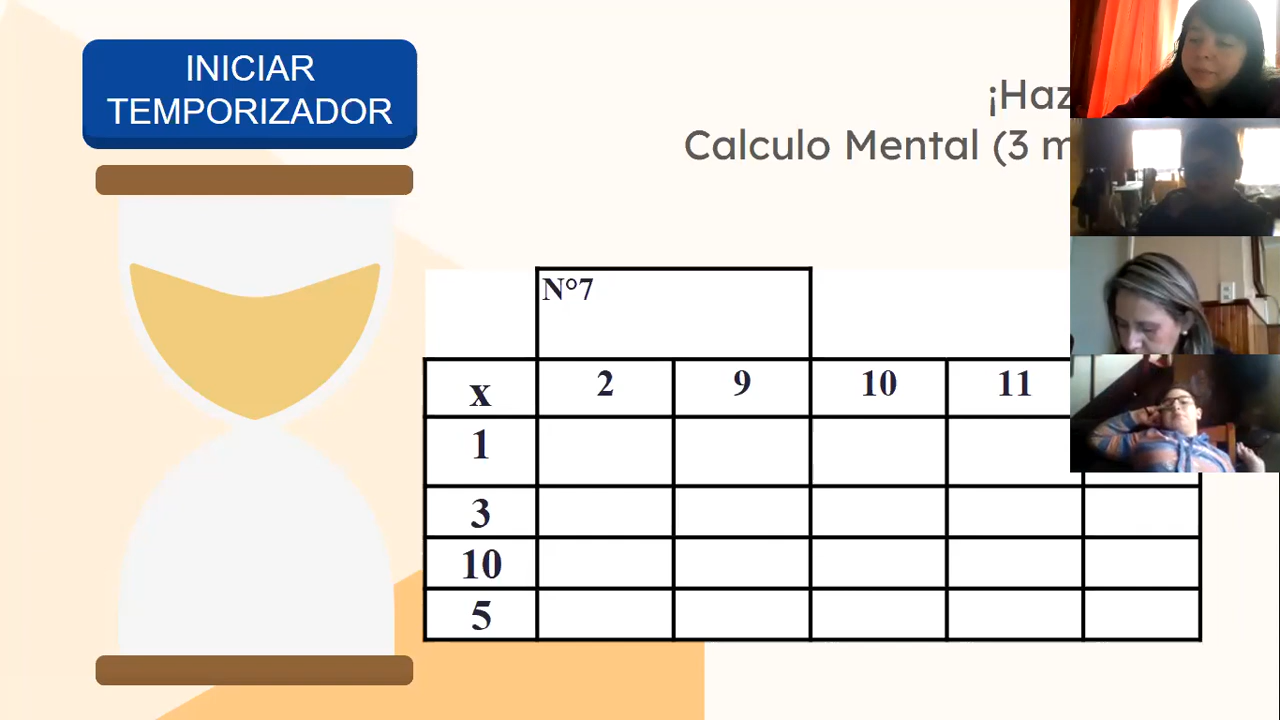 INICIAR
TEMPORIZADOR
¡Haz
Calculo Mental (3
N°7
x 2 9 10 11
1
3
10
5